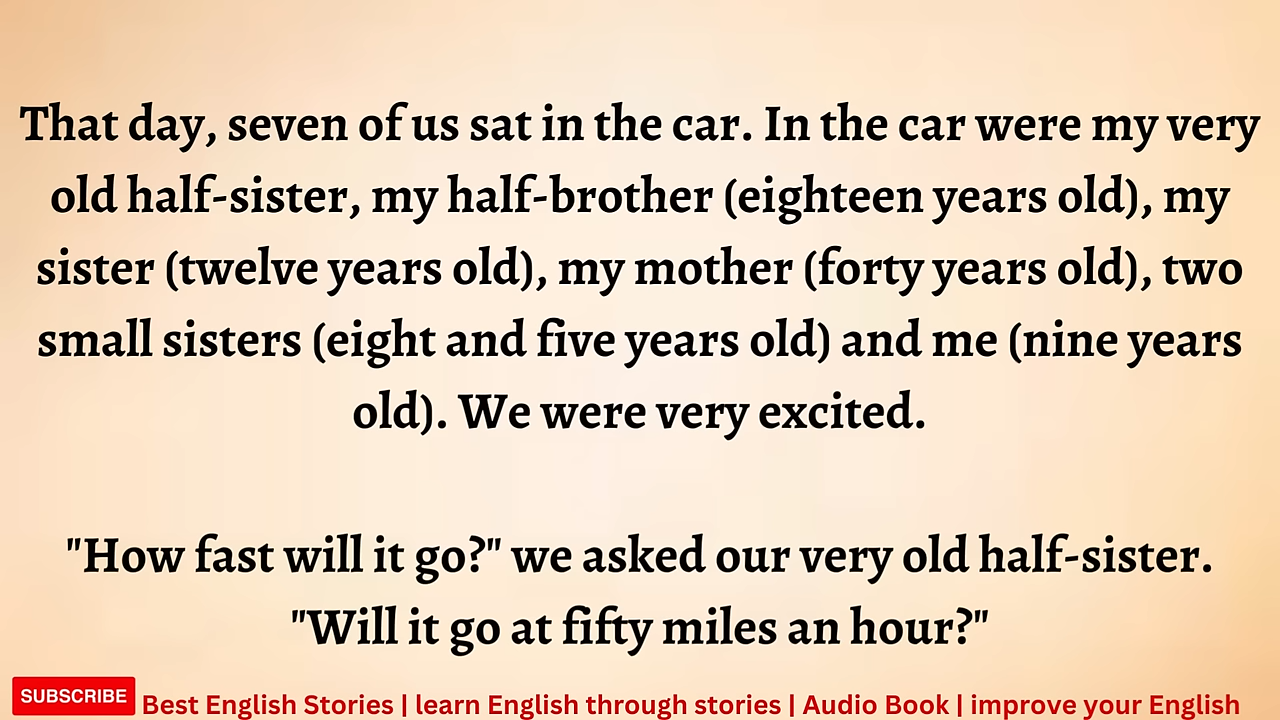 That day, seven of us sat in the car. In the car were my very
old half-sister, my half-brother (eighteen years old), my
sister (twelve years old), my mother (forty years old), two
small sisters (eight and five years old) and me (nine years
old). We were very excited.
"How fast will it go?" we asked our very old half-sister.
"Will it go at fifty miles an hour?"
SUBSCRIBE
Best English Stories | learn English through stories | Audio Book | improve your English